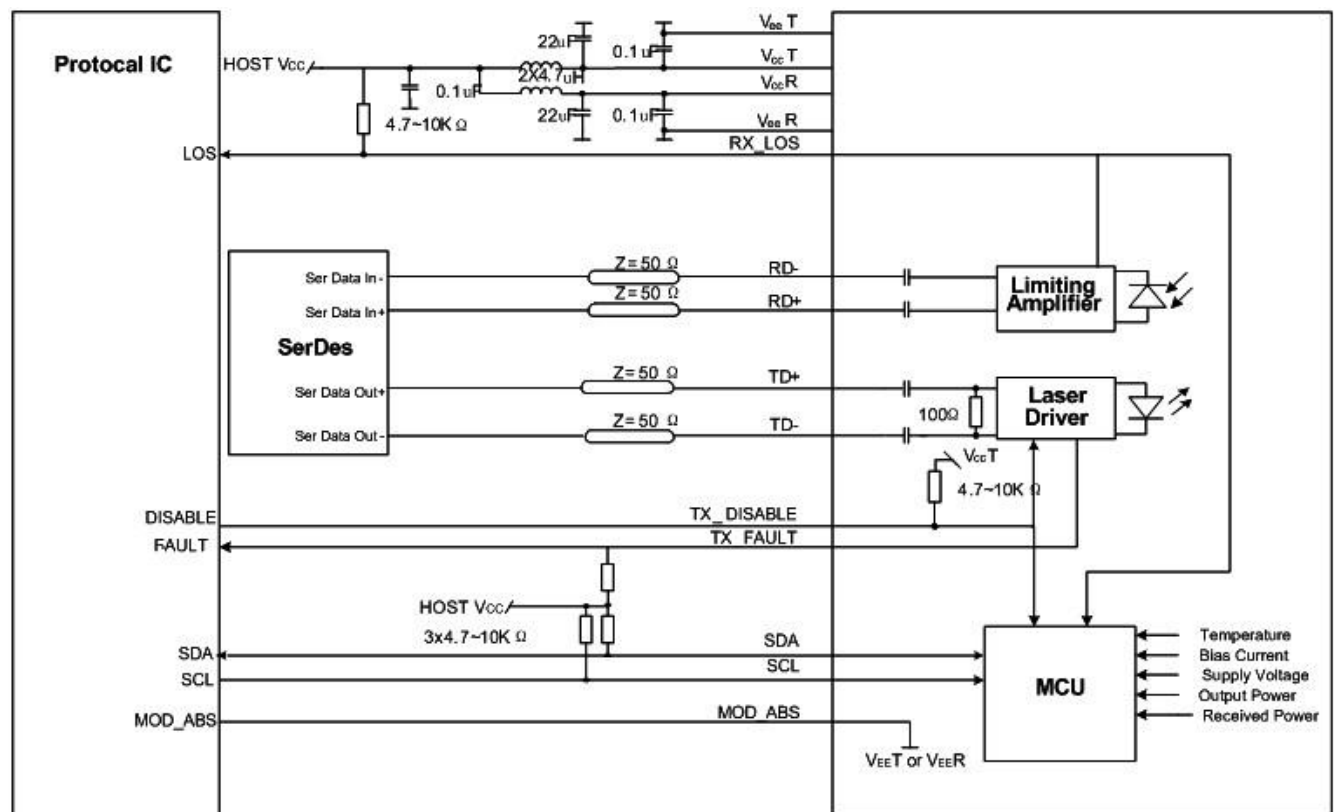 Protocal IC
HOST Vcc
22uF
0.1uF
Vee T
Vcc T
2X4.7uH
0.1uF
VccR
4.7~10K Ω
22uF
0.1uF
Vee R
LOS
RX_LOS
Ser Data In-
Z= 50 Ω
RD-
Ser Data In+
Z= 50 Ω
RD+
Limiting
Amplifier
SerDes
Ser Data Out+
Z= 50 Ω
TD+
Ser Data Out-
Z= 50 Ω
TD-
100Ω
Laser
Driver
VccT
4.7~10K Ω
DISABLE
TX_DISABLE
FAULT
TX_FAULT
HOST Vcc
3x4.7~10K Ω
SDA
SDA
SCL
SCL
MCU
Temperature
Bias Current
Supply Voltage
Output Power
Received Power
MOD_ABS
MOD_ABS
VEET or VEER